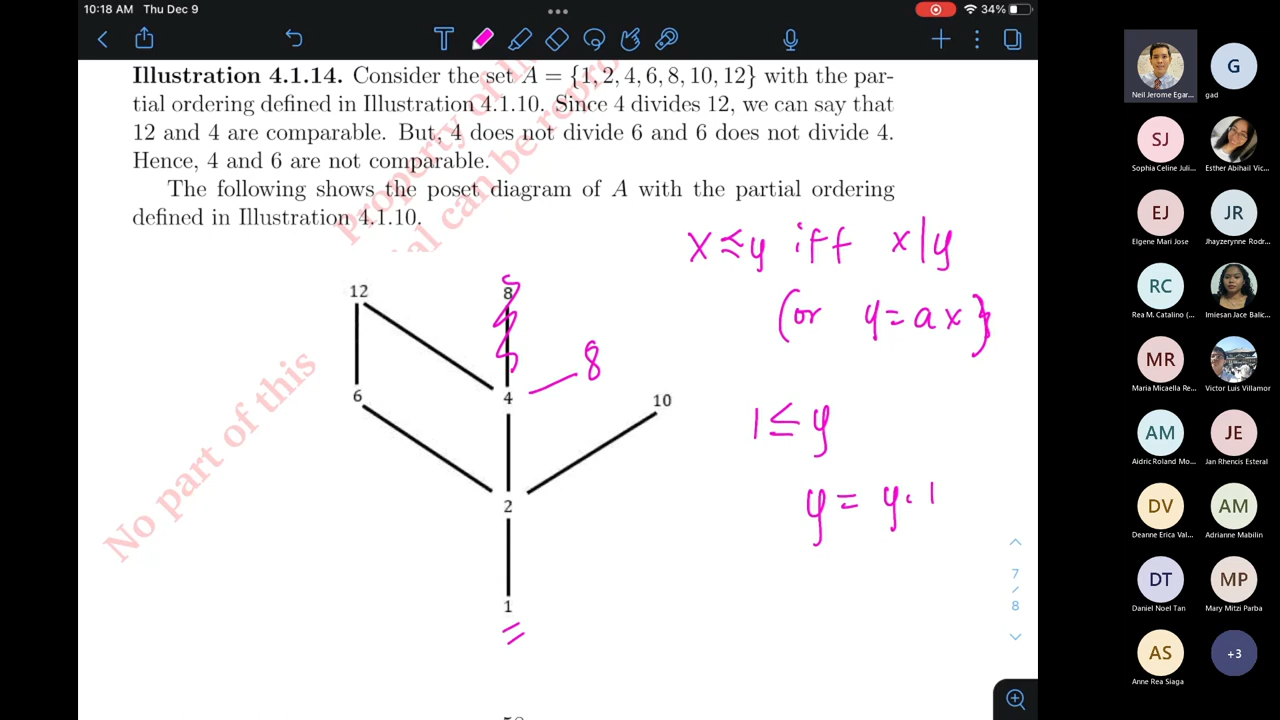 10:18 AM Thu Dec 9
34%
Illustration 4.1.14. Consider the set A = {1, 2, 4, 6, 8, 10, 12} with the par-
tial ordering defined in Illustration 4.1.10. Since 4 divides 12, we can say that
12 and 4 are comparable. But, 4 does not divide 6 and 6 does not divide 4.
Hence, 4 and 6 are not comparable.
The following shows the poset diagram of A with the partial ordering
defined in Illustration 4.1.10.
Property of
can be repro
No part of this
x ≤ y iff x|y
(or y = ax)
12
8
8
6
4
10
1 ≤ y
y = y·1
2
1
7
/
8
Neil Jerome Egar...
G
gad
SJ
Sophia Celine Juli...
Esther Abihail Vic...
EJ
Elgene Mari Jose
JR
Jhayzerynne Rodr...
RC
Rea M. Catalino (...
Imiesan Jace Balic...
MR
Maria Micaella Re...
Victor Luis Villamor
AM
Aidric Roland Mo...
JE
Jan Rhencis Esteral
DV
Deanne Erica Val...
AM
Adrianne Mabilin
DT
Daniel Noel Tan
MP
Mary Mitzi Parba
AS
Anne Rea Siaga
+3